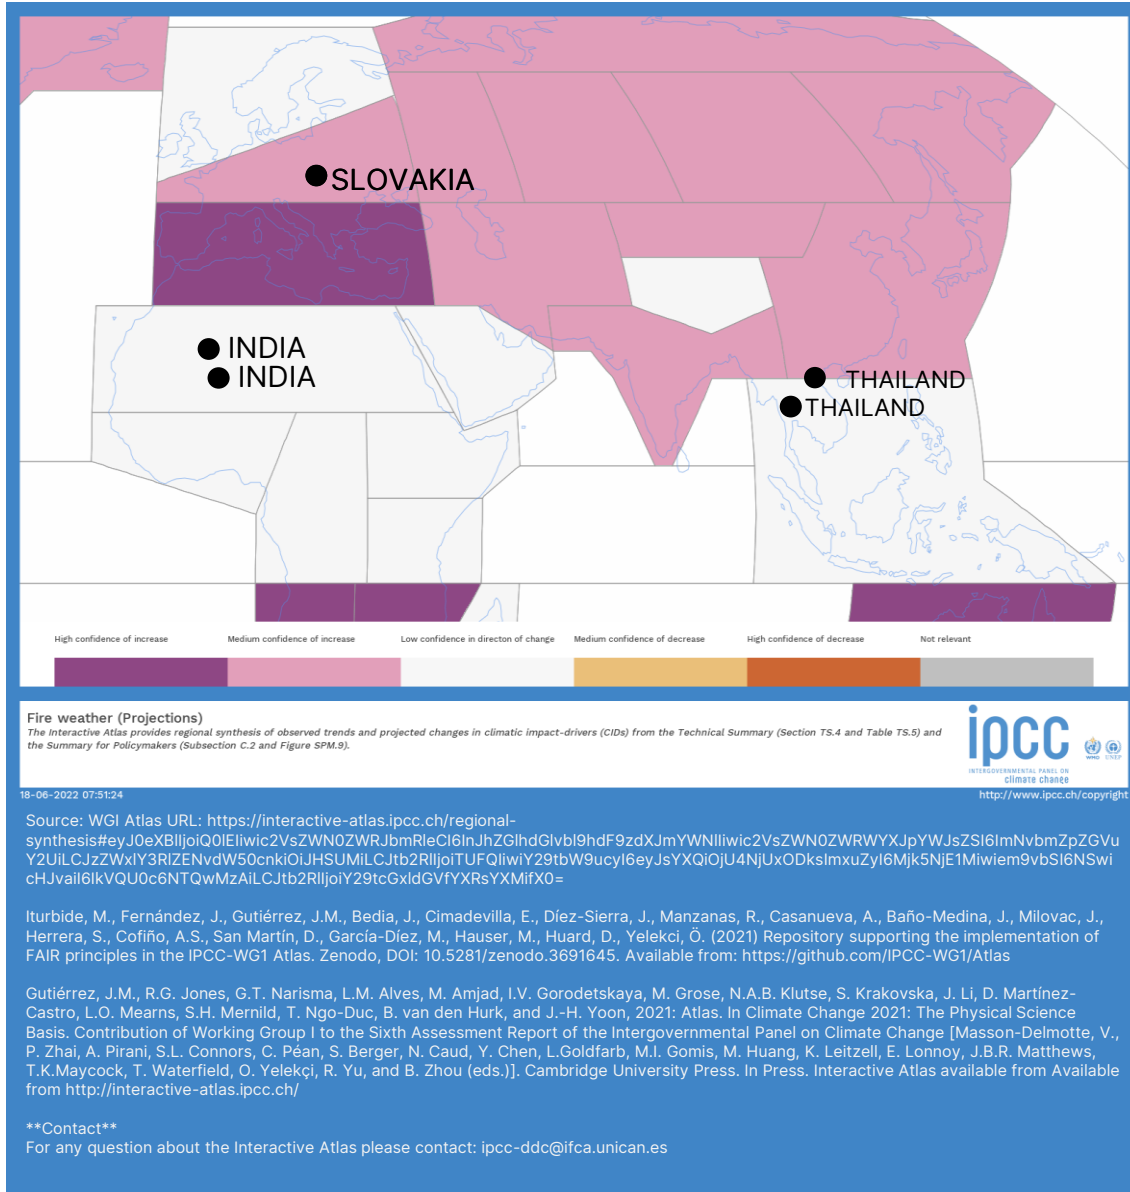 SLOVAKIA
INDIA
INDIA
THAILAND
THAILAND
High confidence of increase
Medium confidence of increase
Low confidence in directon of change
Medium confidence of decrease
High confidence of decrease
Not relevant
Fire weather (Projections)
The Interactive Atlas provides regional synthesis of observed trends and projected changes in climatic impact-drivers (CIDs) from the Technical Summary (Section TS.4 and Table TS.5) and
the Summary for Policymakers (Subsection C.2 and Figure SPM.9).
ipcc
INTERGOVERNMENTAL PANEL ON
climate change
WMO
UNEP
18-06-2022 07:51:24
http://www.ipcc.ch/copyright
Source: WGI Atlas URL: https://interactive-atlas.ipcc.ch/regional-
Iturbide, M., Fernández, J., Gutiérrez, J.M., Bedia, J., Cimadevilla, E., Díez-Sierra, J., Manzanas, R., Casanueva, A., Baño-Medina, J., Milovac, J.,
Herrera, S., Cofiño, A.S., San Martín, D., García-Díez, M., Hauser, M., Huard, D., Yelekci, Ö. (2021) Repository supporting the implementation of
FAIR principles in the IPCC-WG1 Atlas. Zenodo, DOI: 10.5281/zenodo.3691645. Available from: https://github.com/IPCC-WG1/Atlas
Gutiérrez, J.M., R.G. Jones, G.T. Narisma, L.M. Alves, M. Amjad, I.V. Gorodetskaya, M. Grose, N.A.B. Klutse, S. Krakovska, J. Li, D. Martínez-
Castro, L.O. Mearns, S.H. Mernild, T. Ngo-Duc, B. van den Hurk, and J.-H. Yoon, 2021: Atlas. In Climate Change 2021: The Physical Science
Basis. Contribution of Working Group I to the Sixth Assessment Report of the Intergovernmental Panel on Climate Change [Masson-Delmotte, V.,
P. Zhai, A. Pirani, S.L. Connors, C. Péan, S. Berger, N. Caud, Y. Chen, L.Goldfarb, M.I. Gomis, M. Huang, K. Leitzell, E. Lonnoy, J.B.R. Matthews,
T.K.Maycock, T. Waterfield, O. Yelekçi, R. Yu, and B. Zhou (eds.)]. Cambridge University Press. In Press. Interactive Atlas available from Available
from http://interactive-atlas.ipcc.ch/
**Contact**
For any question about the Interactive Atlas please contact: ipcc-ddc@ifca.unican.es